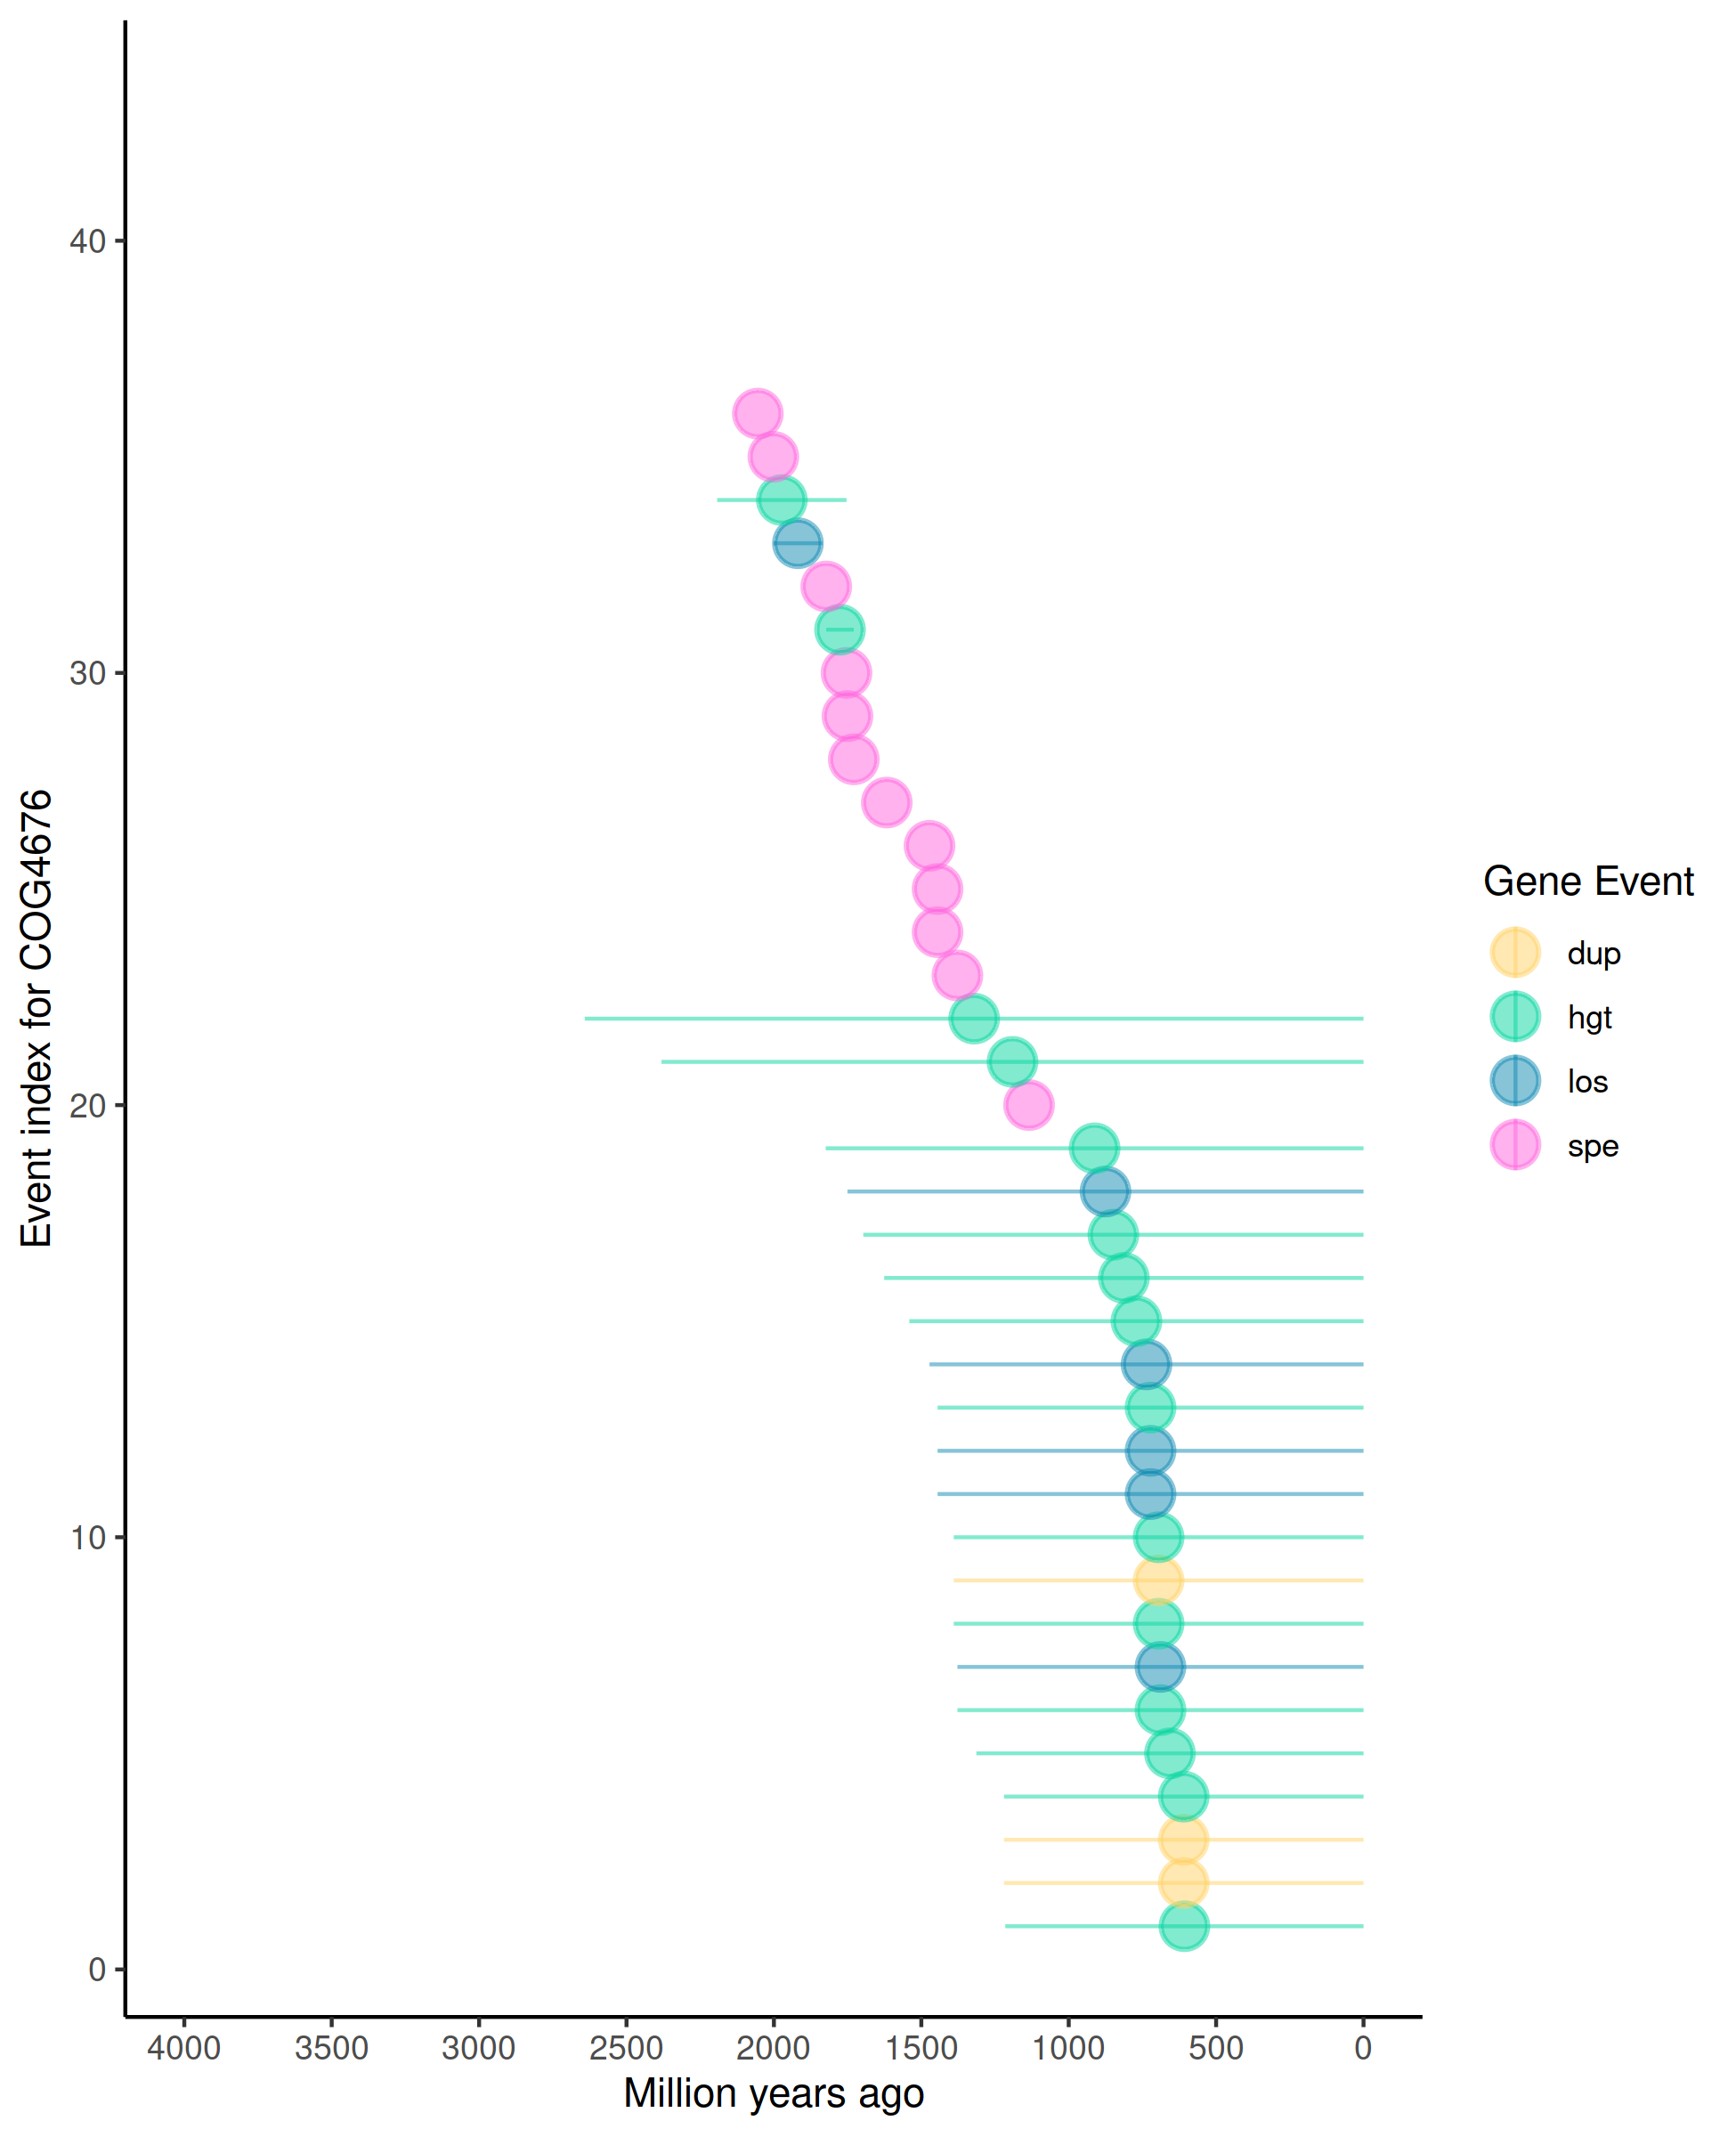 Event index for COG4676
40
30
20
10
0
4000 3500 3000 2500 2000 1500 1000 500 0
Million years ago
Gene Event
dup
hgt
los
spe